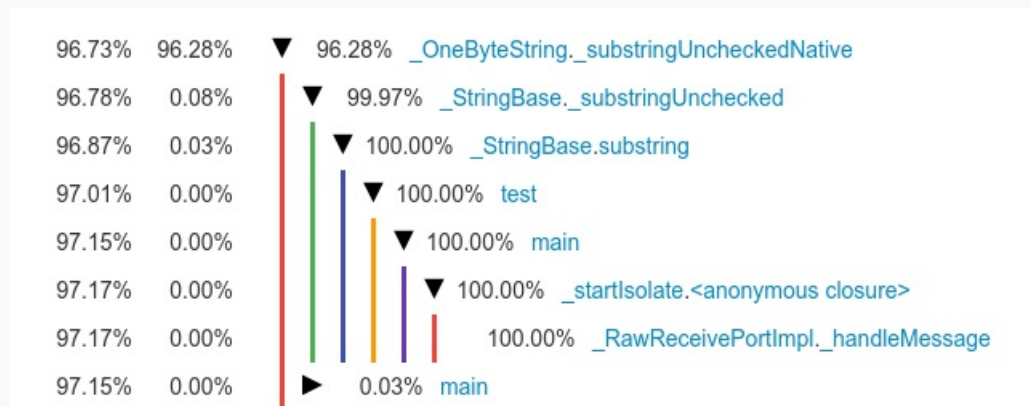 96.73% 96.28% ▼ 96.28% _OneByteString._substringUncheckedNative
96.78% 0.08% ▼ 99.97% _StringBase._substringUnchecked
96.87% 0.03% ▼ 100.00% _StringBase.substring
97.01% 0.00% ▼ 100.00% test
97.15% 0.00% ▼ 100.00% main
97.17% 0.00% ▼ 100.00% _startIsolate.<anonymous closure>
97.17% 0.00% 100.00% _RawReceivePortImpl._handleMessage
97.15% 0.00% ▶ 0.03% main